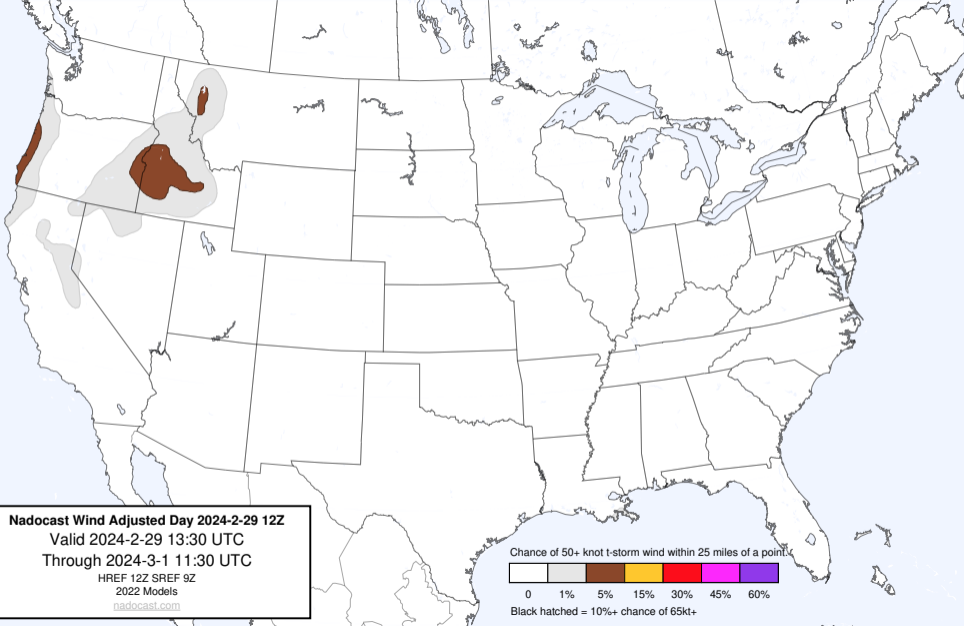 Nadocast Wind Adjusted Day 2024-2-29 12Z
Valid 2024-2-29 13:30 UTC
Through 2024-3-1 11:30 UTC
HREF 12Z SREF 9Z
2022 Models
nadocast.com
Chance of 50+ knot t-storm wind within 25 miles of a point.
0 1% 5% 15% 30% 45% 60%
Black hatched = 10%+ chance of 65kt+